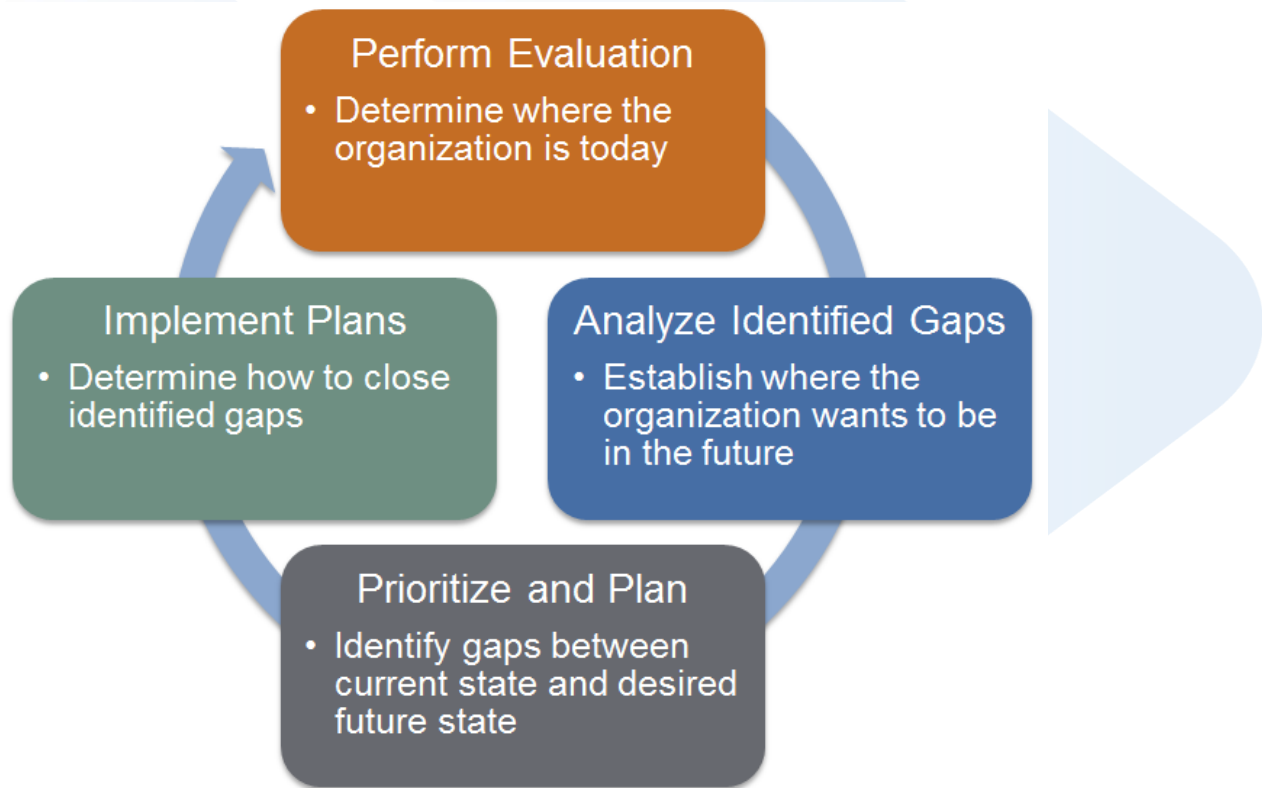 Perform Evaluation
• Determine where the
organization is today
Analyze Identified Gaps
• Establish where the
organization wants to be
in the future
Prioritize and Plan
• Identify gaps between
current state and desired
future state
Implement Plans
• Determine how to close
identified gaps